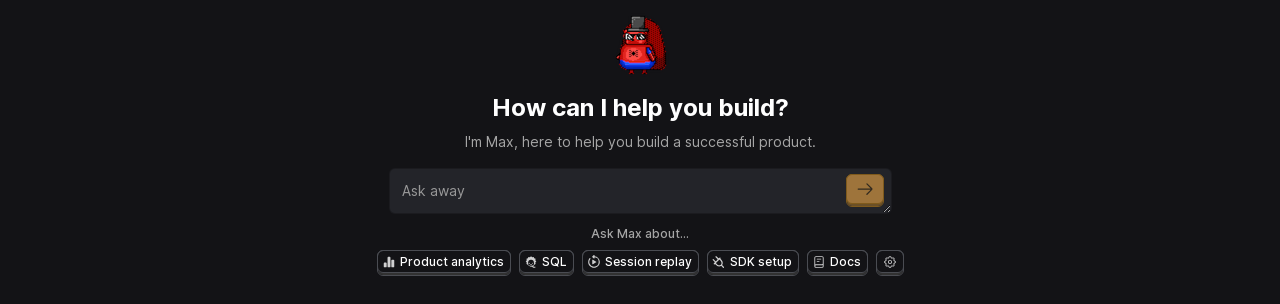 How can I help you build?
I'm Max, here to help you build a successful product.
Ask away
Ask Max about...
Product analytics SQL Session replay SDK setup Docs